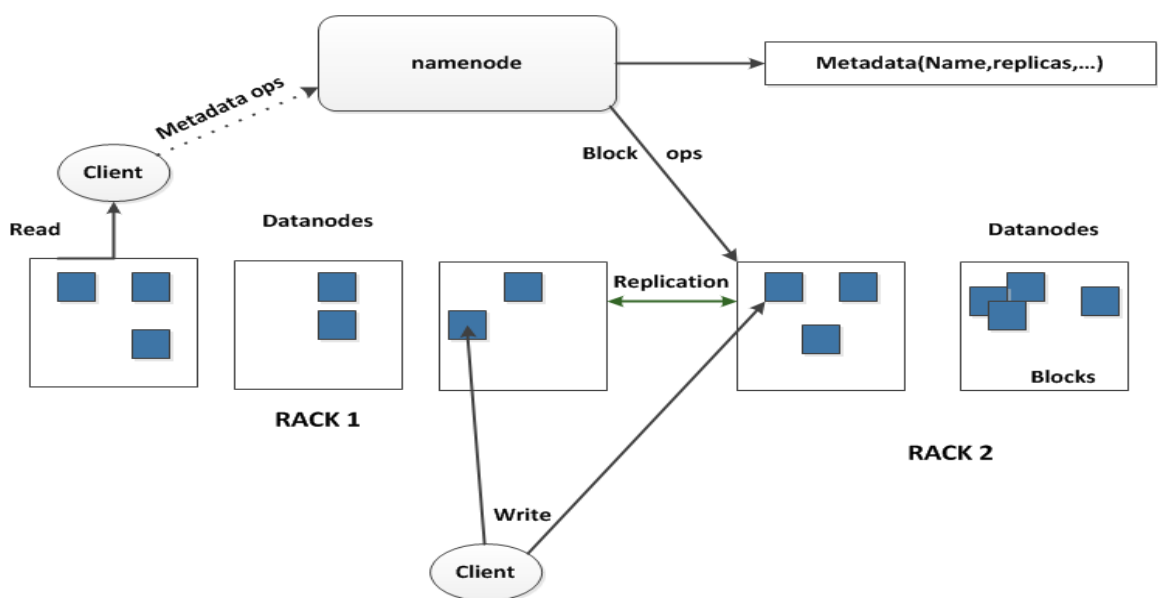 namenode
Metadata(Name,replicas,...)
Metadata ops
Client
Block ops
Read
Datanodes
Datanodes
Replication
Blocks
RACK 1
RACK 2
Write
Client